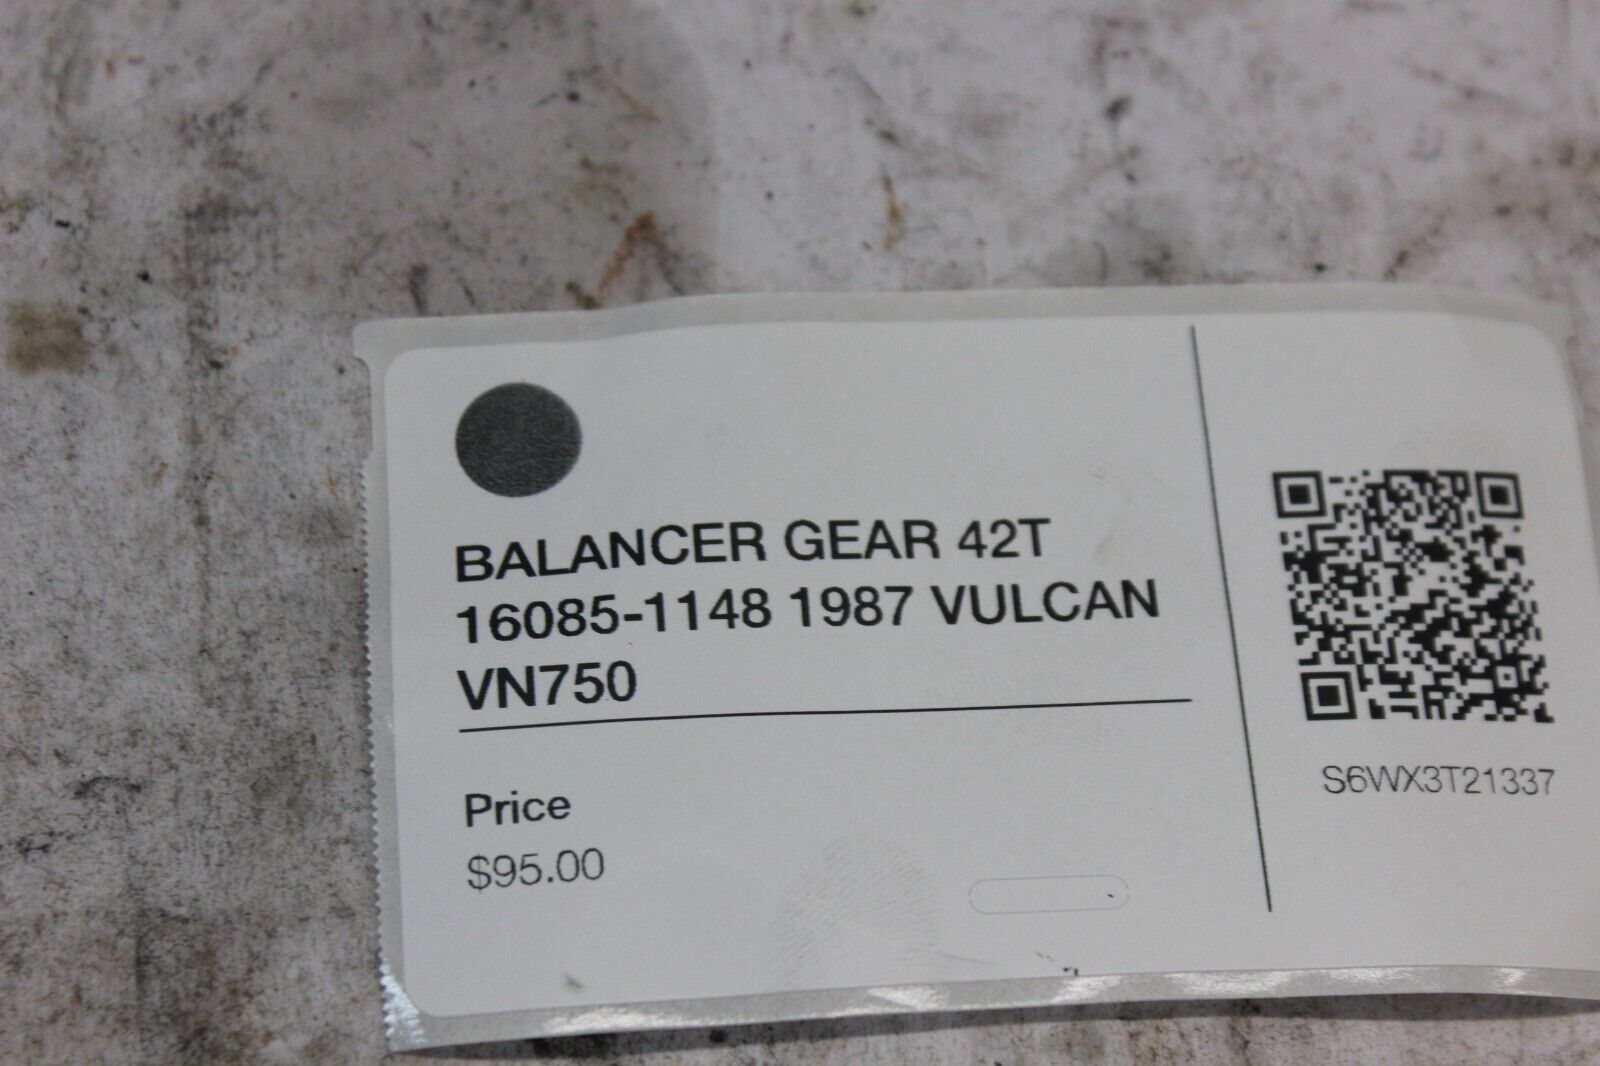 BALANCER GEAR 42T
16085-1148 1987 VULCAN
VN750
Price
$95.00
S6WX3T21337